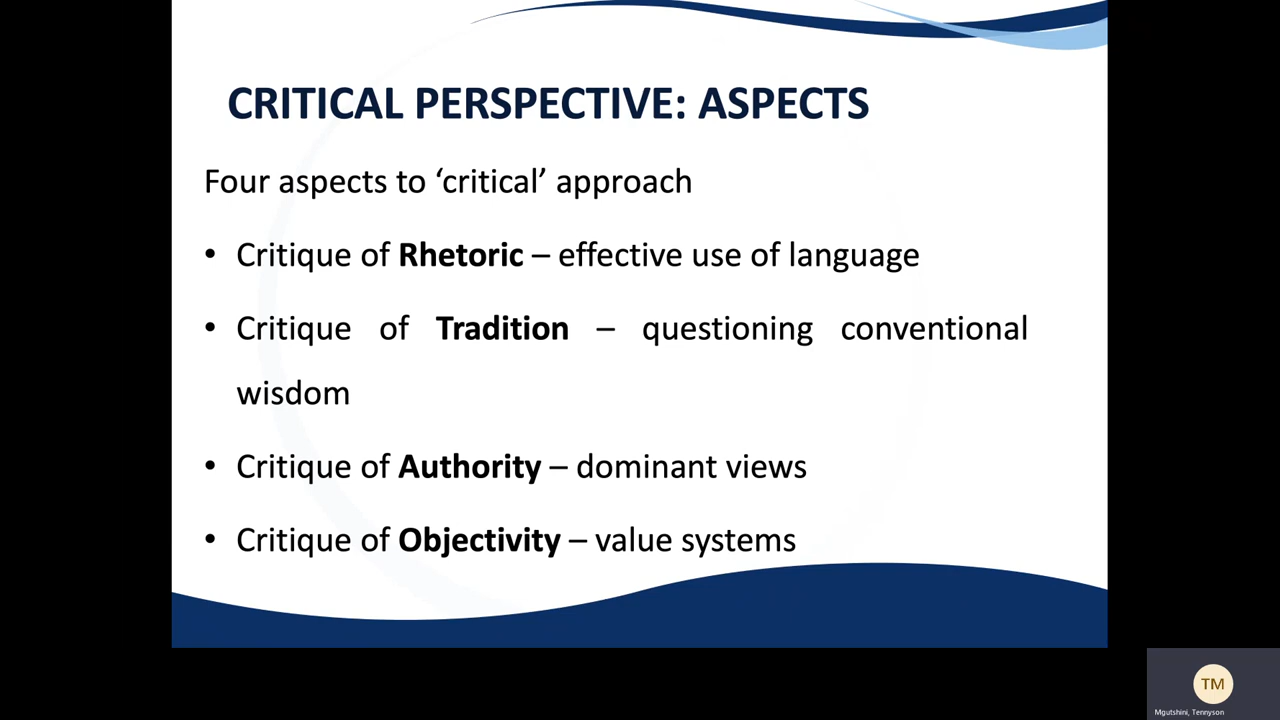 CRITICAL PERSPECTIVE: ASPECTS
Four aspects to ‘critical’ approach
• Critique of Rhetoric – effective use of language
• Critique of Tradition – questioning conventional
wisdom
• Critique of Authority – dominant views
• Critique of Objectivity – value systems
TM
Mgutshini, Tennyson